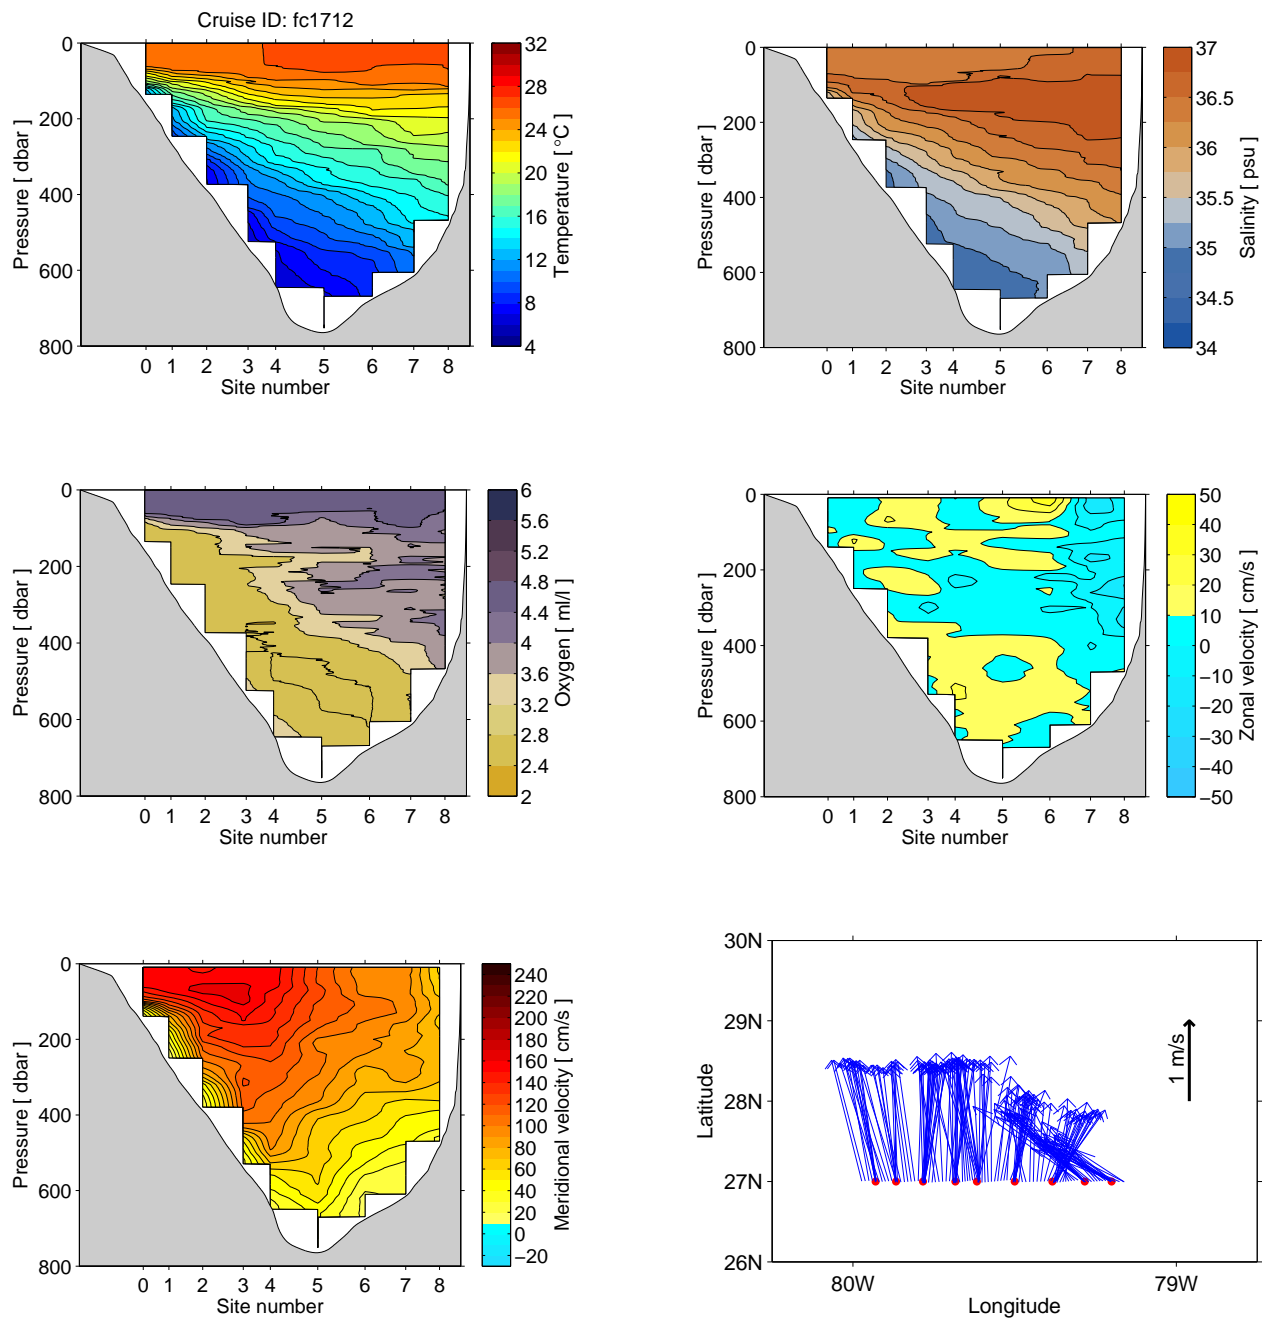 Cruise ID: fc1712
0
200
400
600
800
Pressure [ dbar ]
0 1 2 3 4 5 6 7 8
Site number
32
28
24
20
16
12
8
4
Temperature [ °C ]
0
200
400
600
800
Pressure [ dbar ]
0 1 2 3 4 5 6 7 8
Site number
37
36.5
36
35.5
35
34.5
34
Salinity [ psu ]
0
200
400
600
800
Pressure [ dbar ]
0 1 2 3 4 5 6 7 8
Site number
6
5.6
5.2
4.8
4.4
4
3.6
3.2
2.8
2.4
2
Oxygen [ ml/l ]
0
200
400
600
800
Pressure [ dbar ]
0 1 2 3 4 5 6 7 8
Site number
50
40
30
20
10
0
−10
−20
−30
−40
−50
Zonal velocity [ cm/s ]
0
200
400
600
800
Pressure [ dbar ]
0 1 2 3 4 5 6 7 8
Site number
240
220
200
180
160
140
120
100
80
60
40
20
0
−20
Meridional velocity [ cm/s ]
30N
29N
28N
27N
26N
Latitude
1 m/s
80W 79W
Longitude